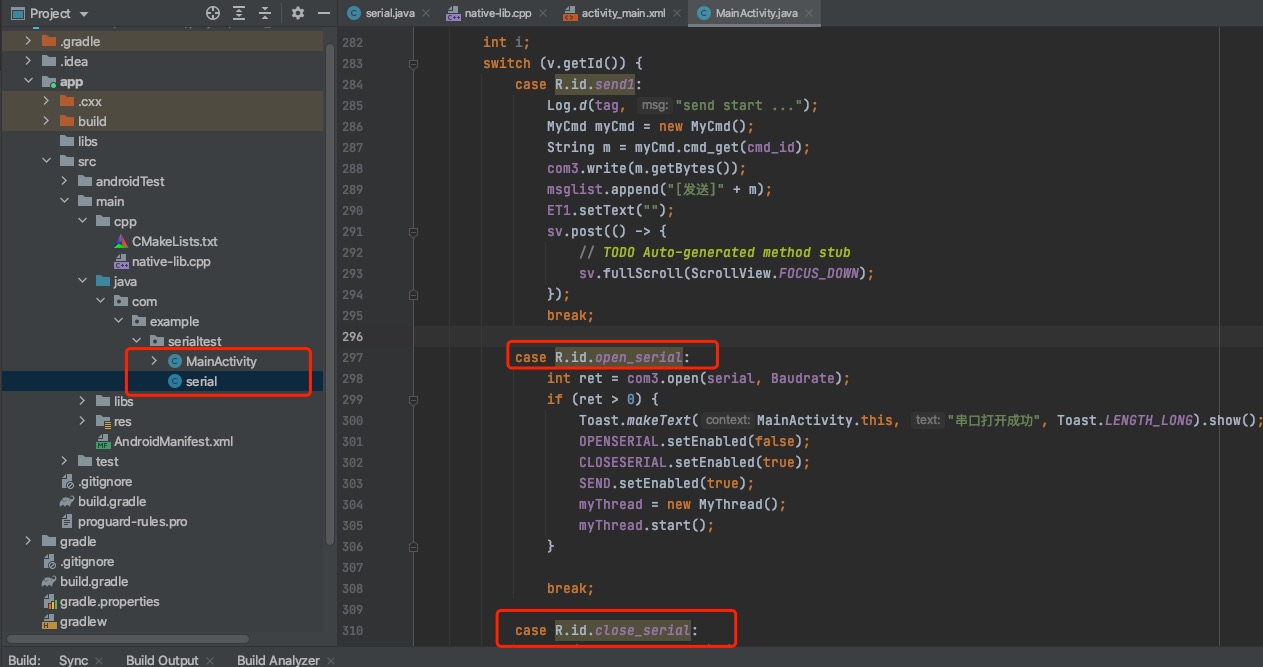 Project
serial.java
native-lib.cpp
activity_main.xml
MainActivity.java
.gradle
.idea
app
.cxx
build
libs
src
androidTest
main
cpp
CMakeLists.txt
native-lib.cpp
java
com
example
serialtest
MainActivity
serial
libs
res
AndroidManifest.xml
test
.gitignore
build.gradle
proguard-rules.pro
gradle
.gitignore
build.gradle
gradle.properties
gradlew
282 int i;
283 switch (v.getId()) {
284 case R.id.send1:
285 Log.d(tag, msg: "send start ...");
286 MyCmd myCmd = new MyCmd();
287 String m = myCmd.cmd_get(cmd_id);
288 com3.write(m.getBytes());
289 msglist.append("[发送]" + m);
290 ET1.setText("");
291 sv.post(() -> {
292 // TODO Auto-generated method stub
293 sv.fullScroll(ScrollView.FOCUS_DOWN);
294 });
295 break;
296
297 case R.id.open_serial:
298 int ret = com3.open(serial, Baudrate);
299 if (ret > 0) {
300 Toast.makeText( context: MainActivity.this, text: "串口打开成功", Toast.LENGTH_LONG).show();
301 OPENSERIAL.setEnabled(false);
302 CLOSESERIAL.setEnabled(true);
303 SEND.setEnabled(true);
304 myThread = new MyThread();
305 myThread.start();
306 }
307
308 break;
309
310 case R.id.close_serial:
Build: Sync Build Output Build Analyzer